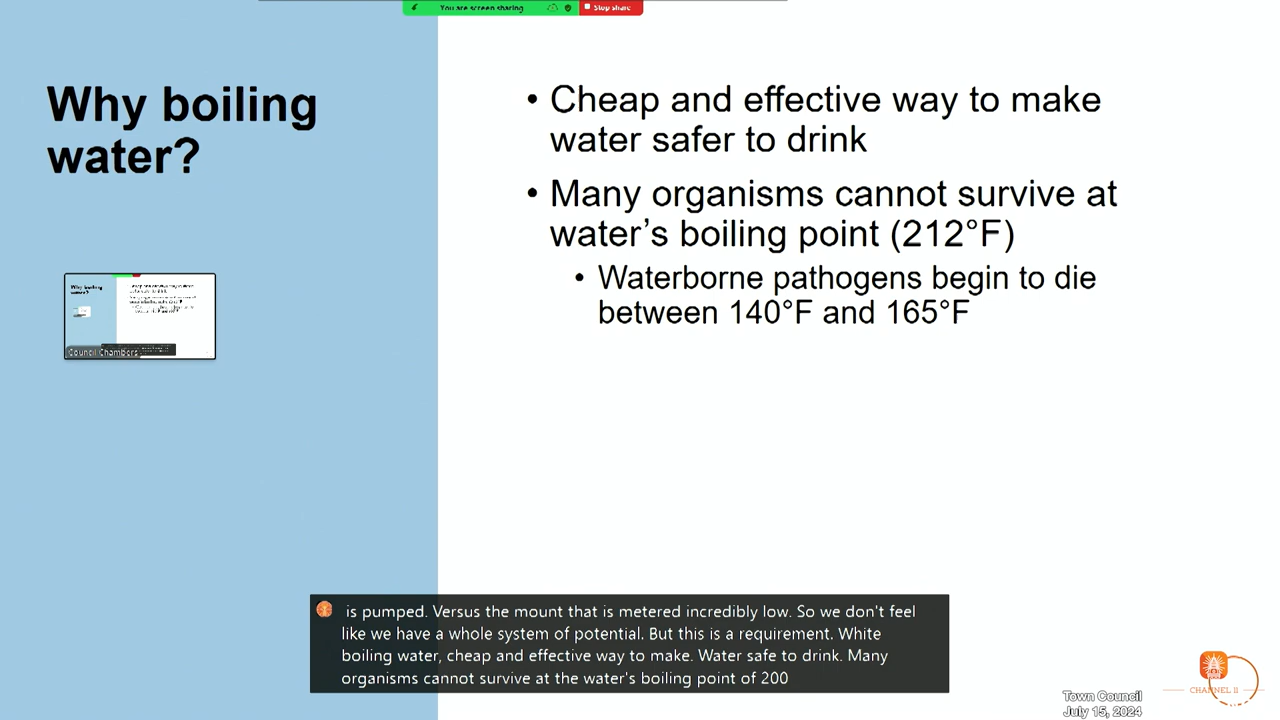 You are screen sharing
Stop share
Why boiling
water?
• Cheap and effective way to make
water safer to drink
• Many organisms cannot survive at
water’s boiling point (212°F)
• Waterborne pathogens begin to die
between 140°F and 165°F
Why boiling
water?
Council Chambers
is pumped. Versus the mount that is metered incredibly low. So we don't feel
like we have a whole system of potential. But this is a requirement. White
boiling water, cheap and effective way to make. Water safe to drink. Many
organisms cannot survive at the water's boiling point of 200
Town Council
July 15, 2024
CHANNEL 11